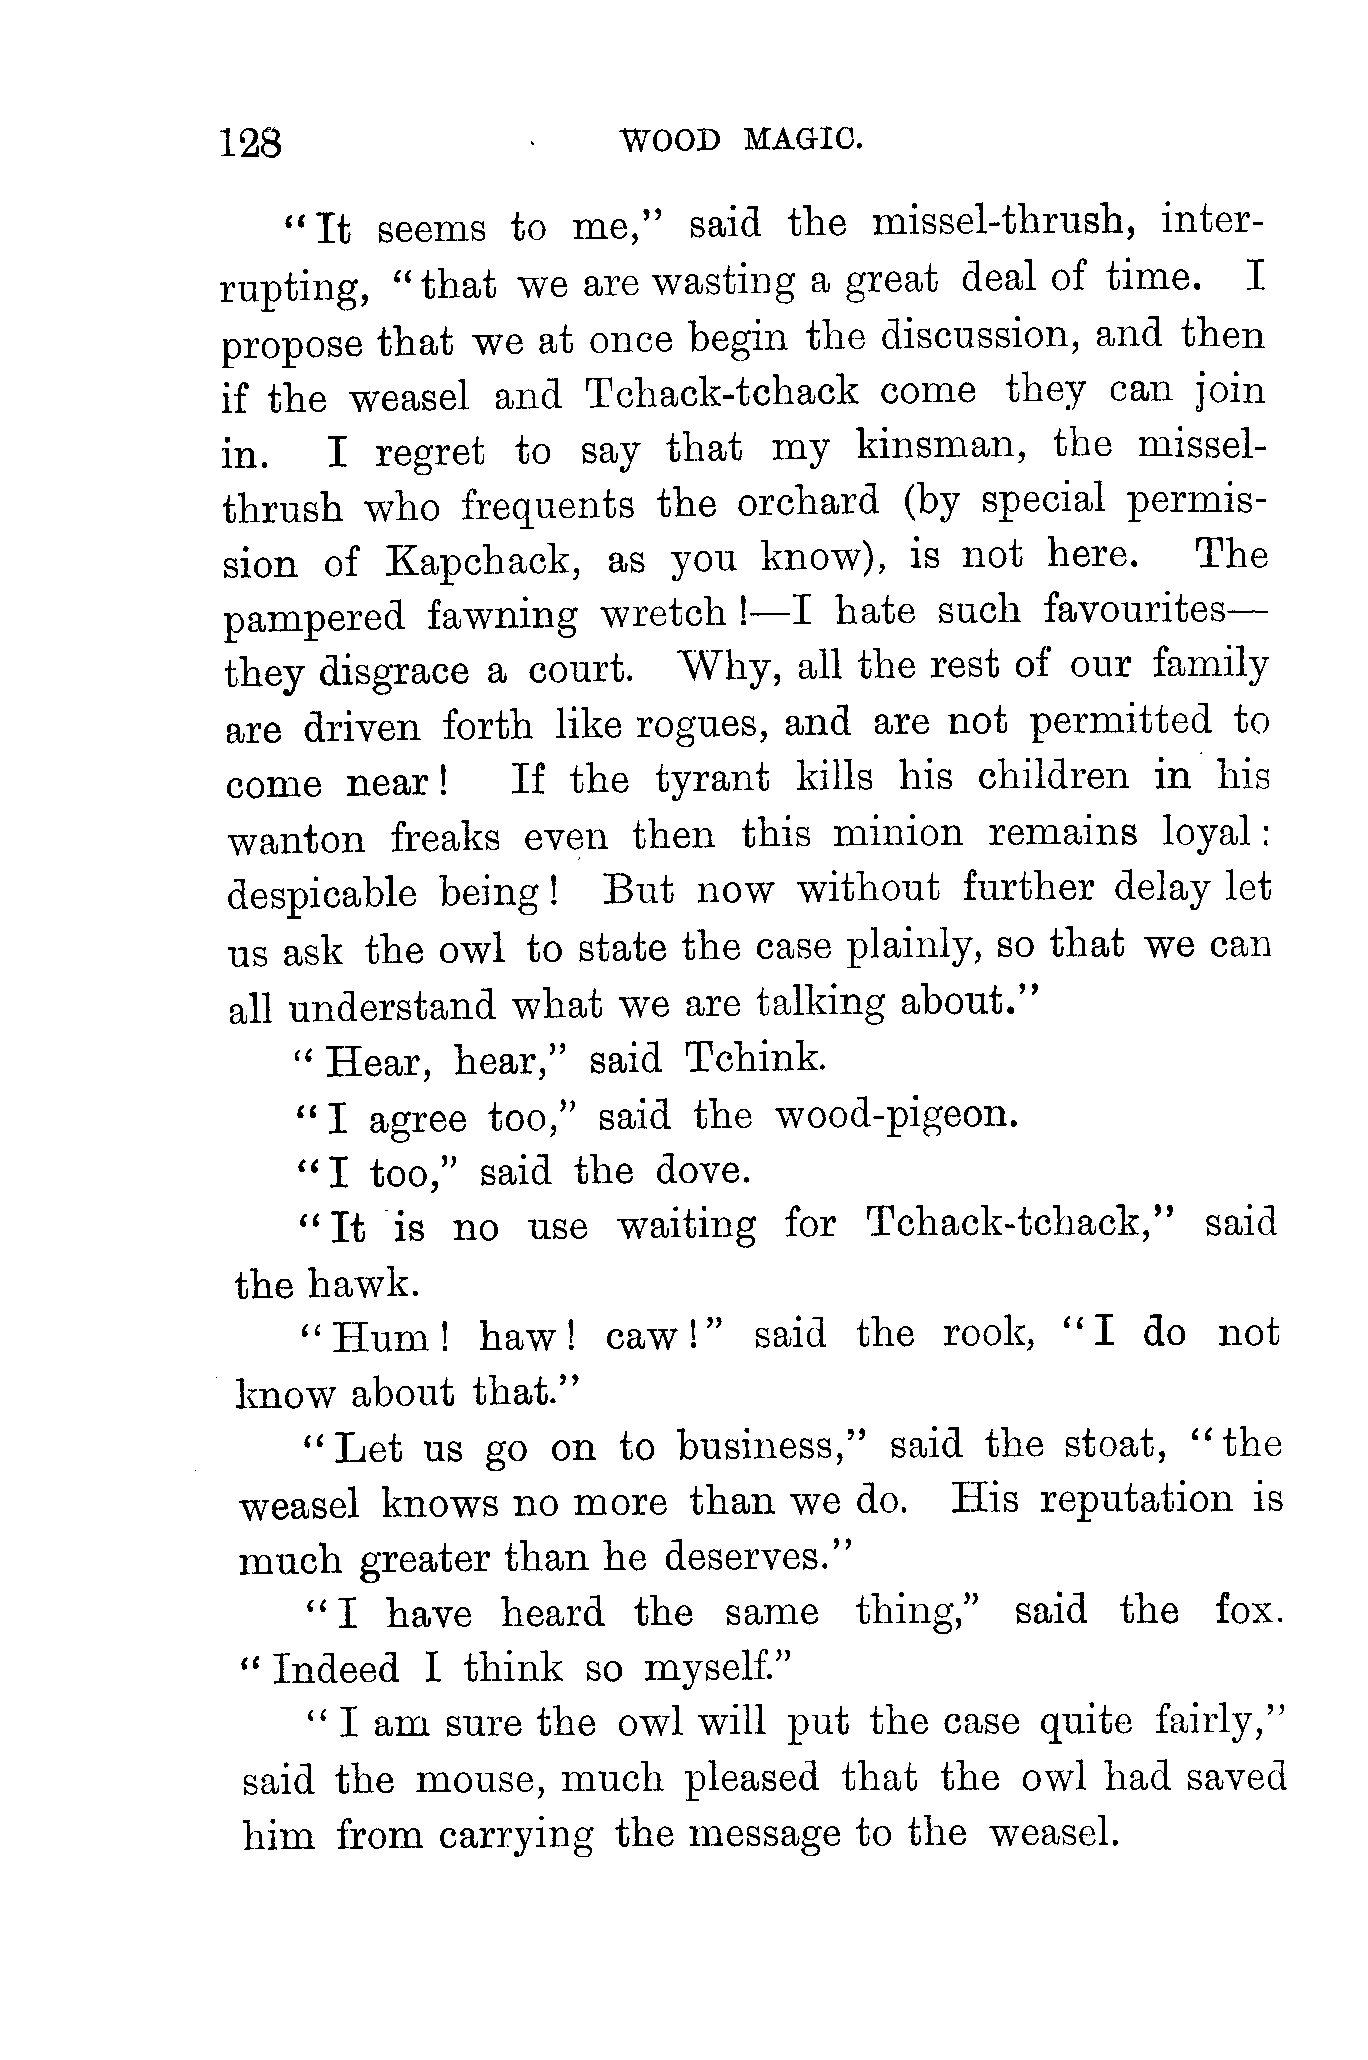 128 WOOD MAGIC.
"It seems to me," said the missel-thrush, inter-
rupting, "that we are wasting a great deal of time. I
propose that we at once begin the discussion, and then
if the weasel and Tchack-tchack come they can join
in. I regret to say that my kinsman, the missel-
thrush who frequents the orchard (by special permis-
sion of Kapchack, as you know), is not here. The
pampered fawning wretch!—I hate such favourites—
they disgrace a court. Why, all the rest of our family
are driven forth like rogues, and are not permitted to
come near! If the tyrant kills his children in his
wanton freaks even then this minion remains loyal:
despicable being! But now without further delay let
us ask the owl to state the case plainly, so that we can
all understand what we are talking about."
"Hear, hear," said Tchink.
"I agree too," said the wood-pigeon.
"I too," said the dove.
"It is no use waiting for Tchack-tchack," said
the hawk.
"Hum! haw! caw!" said the rook, "I do not
know about that."
"Let us go on to business," said the stoat, "the
weasel knows no more than we do. His reputation is
much greater than he deserves."
"I have heard the same thing," said the fox.
"Indeed I think so myself."
"I am sure the owl will put the case quite fairly,"
said the mouse, much pleased that the owl had saved
him from carrying the message to the weasel.